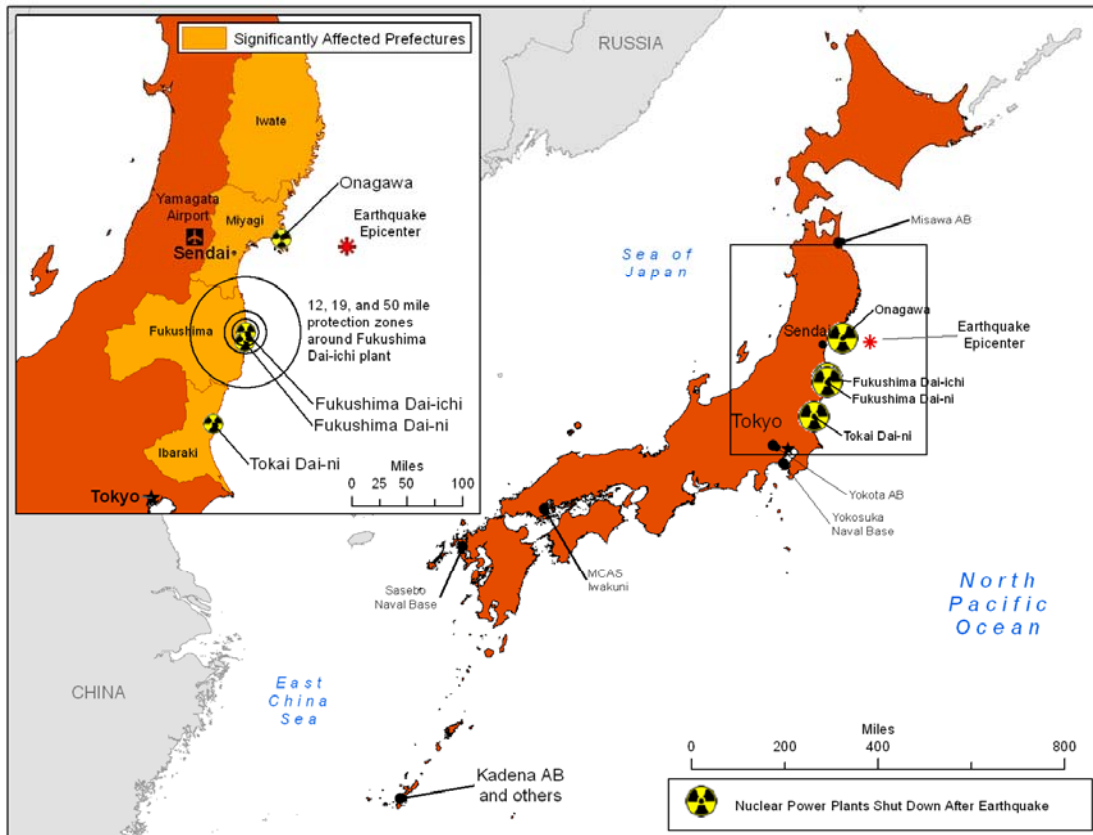 Significantly Affected Prefectures
Iwate
Onagawa
Yamagata
Airport
Miyagi
Earthquake
Epicenter
Sendai
12, 19, and 50 mile
protection zones
around Fukushima
Dai-ichi plant
Fukushima
Fukushima Dai-ichi
Fukushima Dai-ni
Tokai Dai-ni
Ibaraki
Miles
0 25 50 100
Tokyo
RUSSIA
Misawa AB
Sea of
Japan
Onagawa
Sendai
Earthquake
Epicenter
Fukushima Dai-ichi
Fukushima Dai-ni
Tokyo
Tokai Dai-ni
Yokota AB
Yokosuka
Naval Base
MCAS
Iwakuni
Sasebo
Naval Base
North
Pacific
Ocean
CHINA
East
China
Sea
Kadena AB
and others
Miles
0 200 400 800
Nuclear Power Plants Shut Down After Earthquake